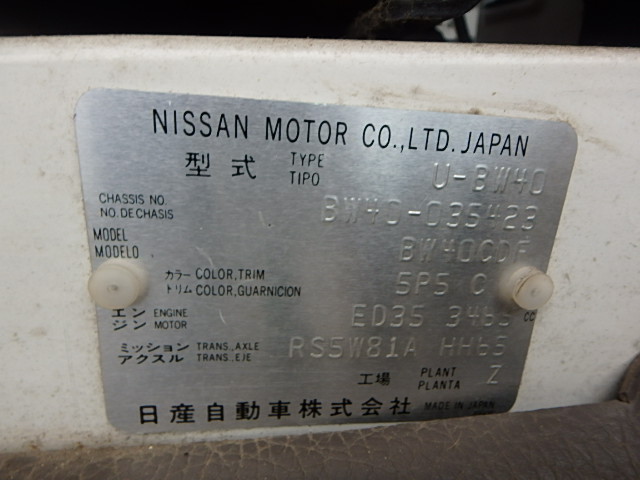 NISSAN MOTOR CO.,LTD. JAPAN
型式 TYPE TIPO U-BW40
CHASSIS NO. NO.DE CHASIS BW40-035423
MODEL MODELO BW40CDF
カラー COLOR,TRIM トリム COLOR,GUARNICION 5P5 C
エンジン ENGINE MOTOR ED35 3465 CC
ミッション TRANS.,AXLE アクスル TRANS.,EJE RS5W81A HH65
工場 PLANT PLANTA Z
日産自動車株式会社 MADE IN JAPAN